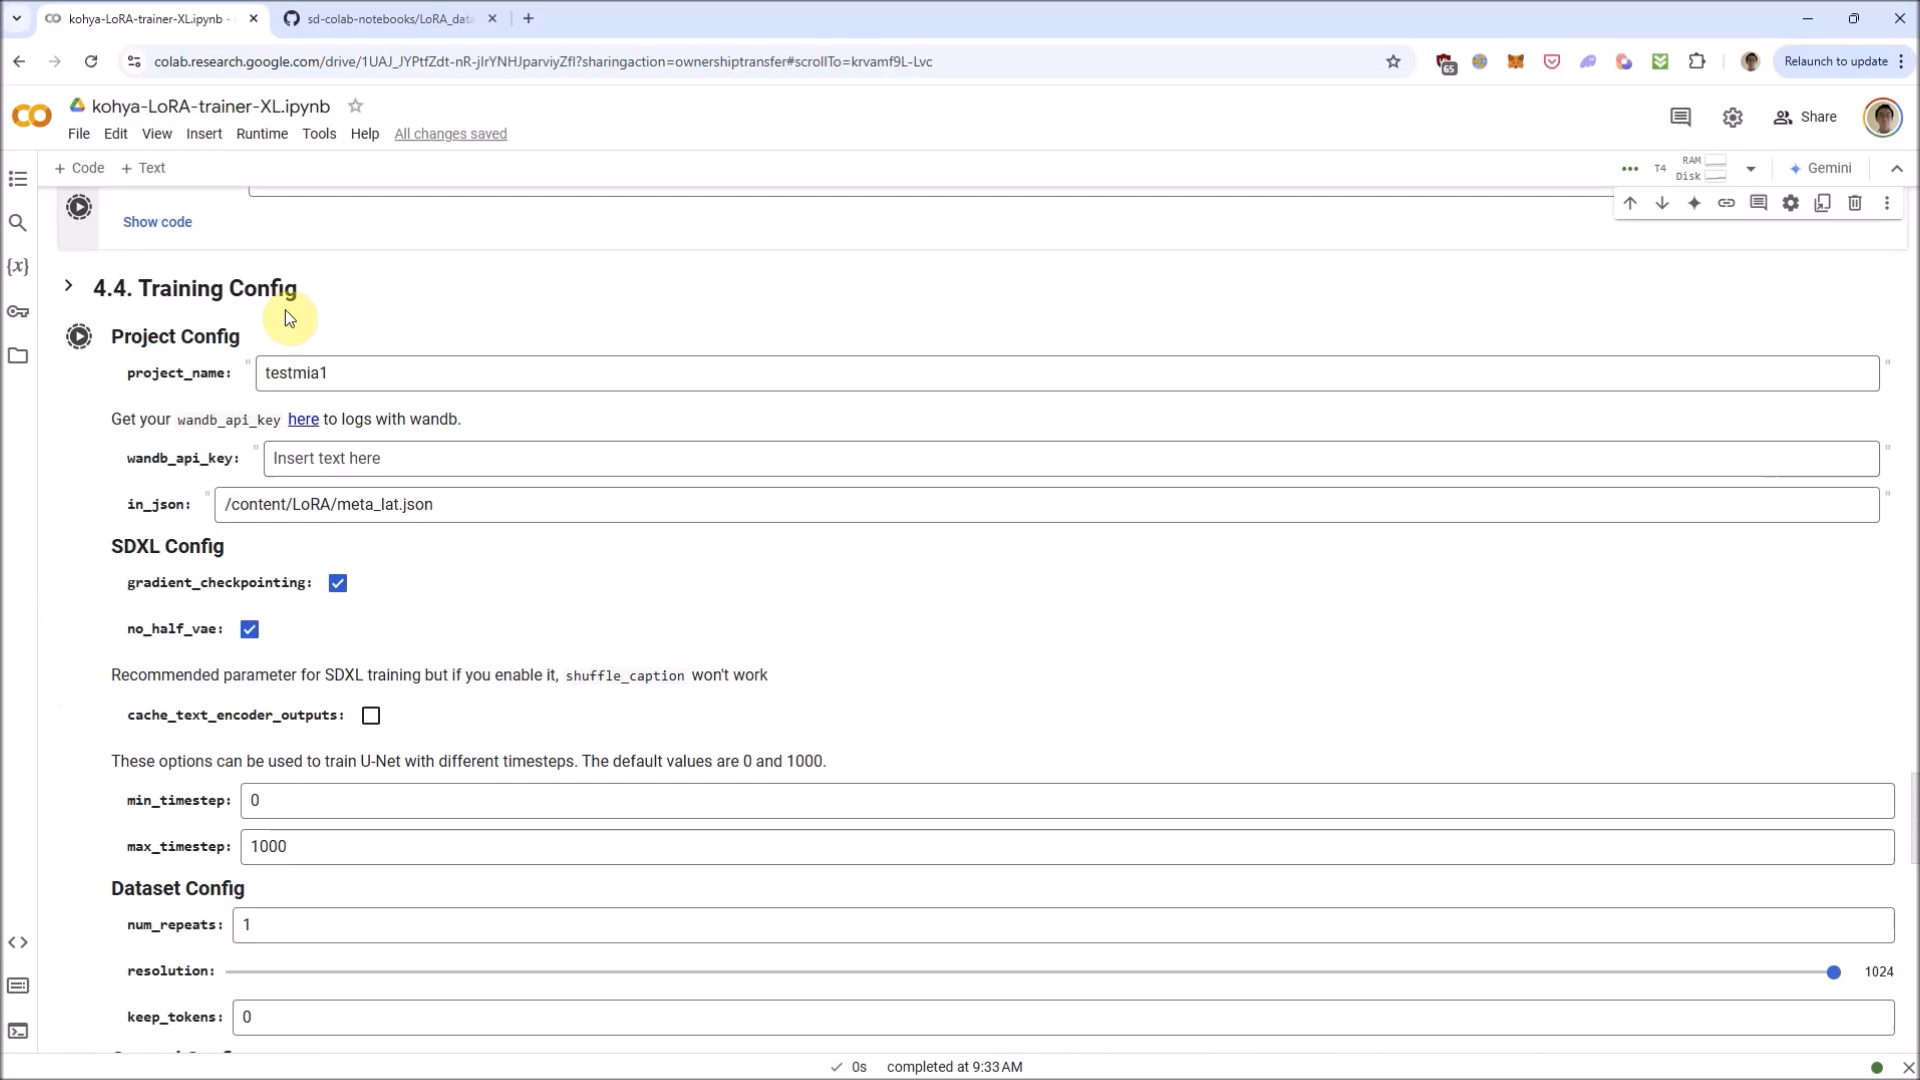 kohya-LoRA-trainer-XL.ipynb -
sd-colab-notebooks/LoRA_data
colab.research.google.com/drive/1UAJ_JYPtfZdt-nR-jIrYNHJparviyZfI?sharingaction=ownershiptransfer#scrollTo=krvamf9L-Lvc
65
Relaunch to update
kohya-LoRA-trainer-XL.ipynb
Share
File Edit View Insert Runtime Tools Help All changes saved
+ Code + Text
T4
RAM
Disk
Gemini
Show code
4.4. Training Config
Project Config
project_name: " testmia1 "
Get your wandb_api_key here to logs with wandb.
wandb_api_key: " Insert text here "
in_json: " /content/LoRA/meta_lat.json "
SDXL Config
gradient_checkpointing:
no_half_vae:
Recommended parameter for SDXL training but if you enable it, shuffle_caption won't work
cache_text_encoder_outputs:
These options can be used to train U-Net with different timesteps. The default values are 0 and 1000.
min_timestep: 0
max_timestep: 1000
Dataset Config
num_repeats: 1
resolution: 1024
keep_tokens: 0
0s completed at 9:33 AM